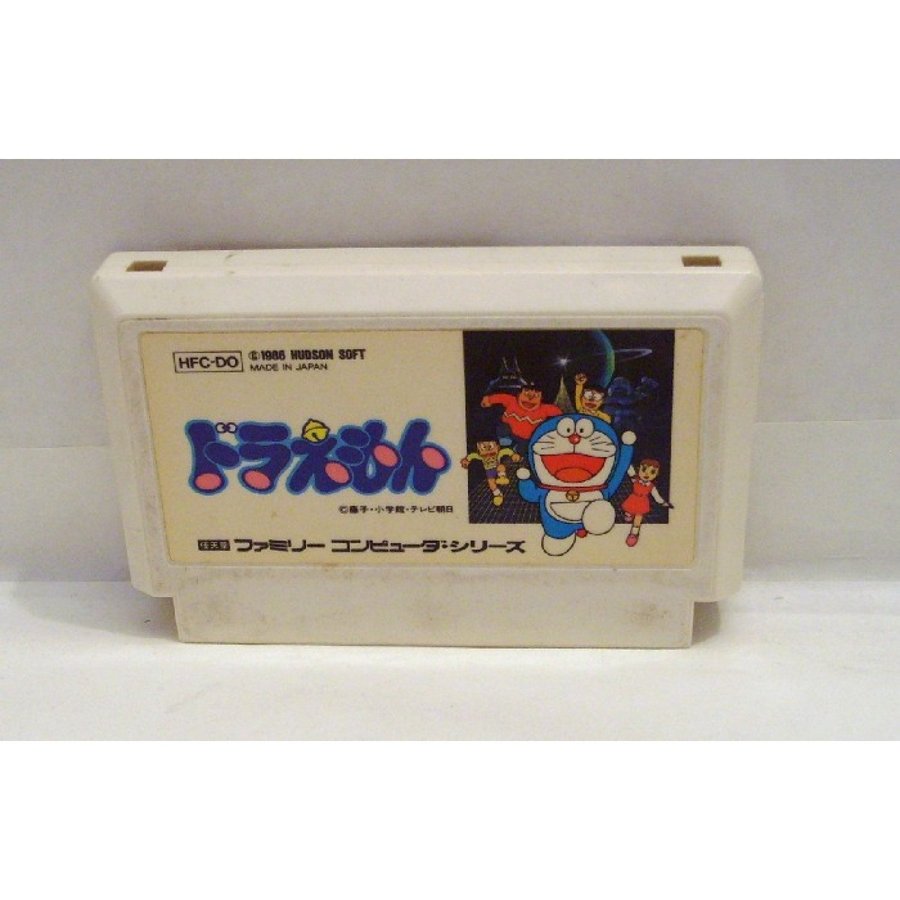 HFC-DO
©1986 HUDSON SOFT
MADE IN JAPAN
ドラえもん
©藤子・小学館・テレビ朝日
任天堂 ファミリー コンピュータ・シリーズ